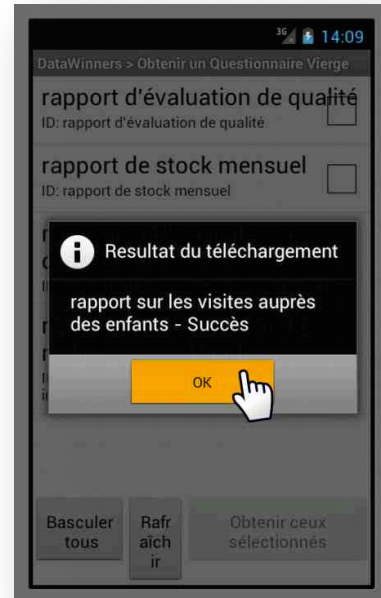 3G 14:09
DataWinners > Obtenir un Questionnaire Vierge
rapport d'évaluation de qualité
ID: rapport d'évaluation de qualité
rapport de stock mensuel
ID: rapport de stock mensuel
Resultat du téléchargement
rapport sur les visites auprès
des enfants - Succès
OK
Basculer
tous
Rafr
aîch
ir
Obtenir ceux
sélectionnés